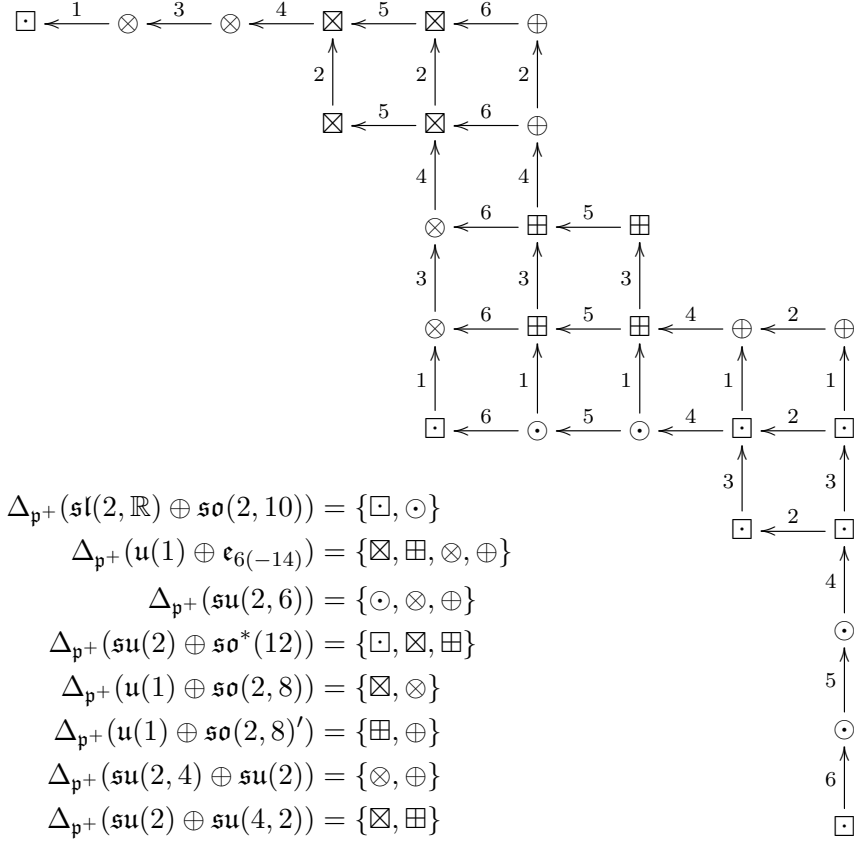 1 3 4 5 6
2 2 2
5 6
4 4
6 5
3 3 3
6 5 4 2
1 1 1 1 1
6 5 4 2
3 3
2
4
5
6
Δ𝔭⁺(𝔰𝔩(2, ℝ) ⊕ 𝔰𝔬(2, 10)) = {⊡, ⊙}
Δ𝔭⁺(𝔲(1) ⊕ 𝔢₆₍₋₁₄₎) = {⊠, ⊞, ⊗, ⊕}
Δ𝔭⁺(𝔰𝔲(2, 6)) = {⊙, ⊗, ⊕}
Δ𝔭⁺(𝔰𝔲(2) ⊕ 𝔰𝔬*(12)) = {⊡, ⊠, ⊞}
Δ𝔭⁺(𝔲(1) ⊕ 𝔰𝔬(2, 8)) = {⊠, ⊗}
Δ𝔭⁺(𝔲(1) ⊕ 𝔰𝔬(2, 8)′) = {⊞, ⊕}
Δ𝔭⁺(𝔰𝔲(2, 4) ⊕ 𝔰𝔲(2)) = {⊗, ⊕}
Δ𝔭⁺(𝔰𝔲(2) ⊕ 𝔰𝔲(4, 2)) = {⊠, ⊞}